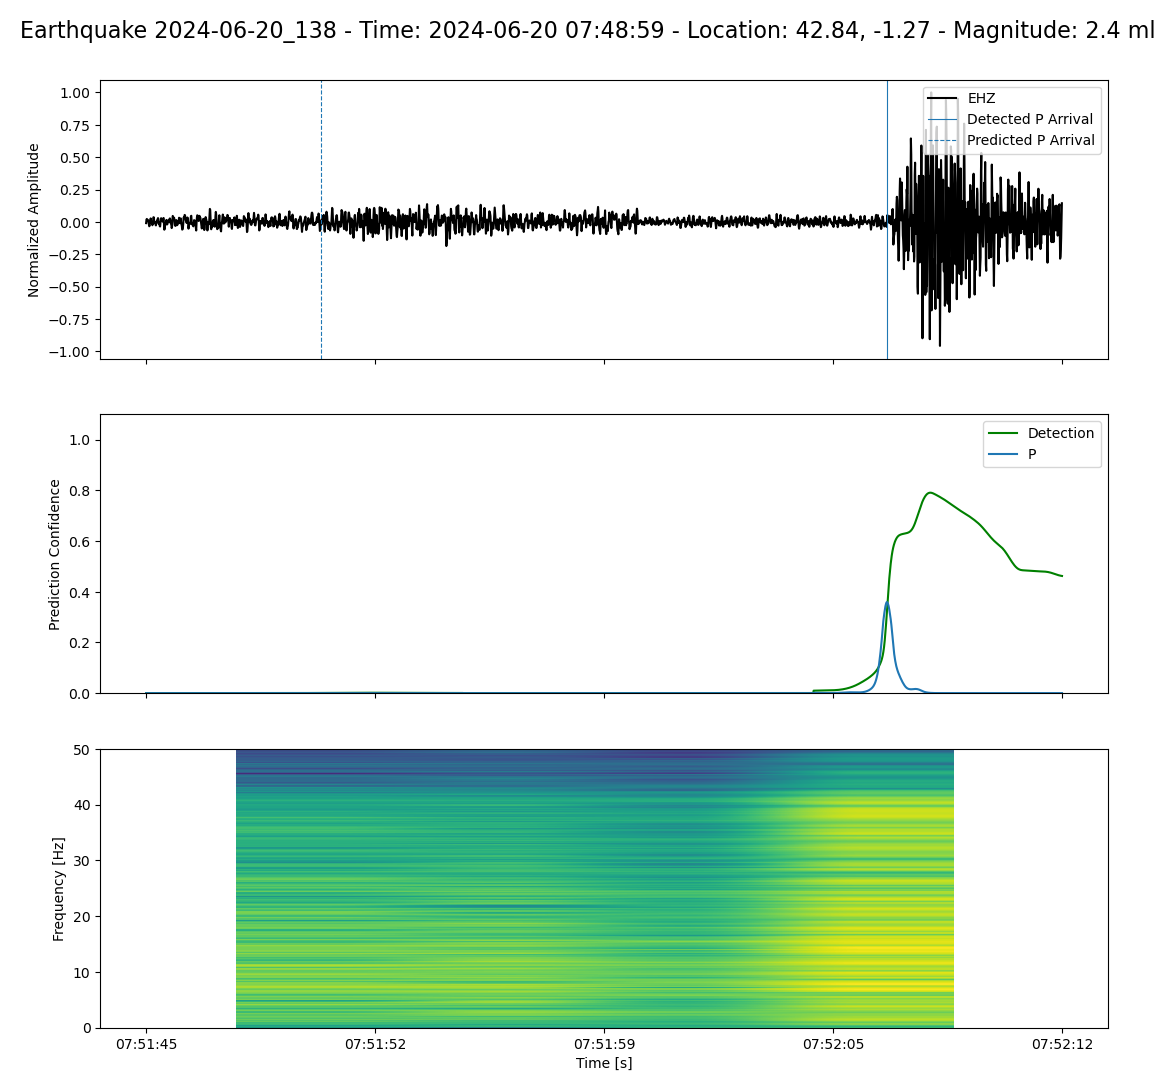 Earthquake 2024-06-20_138 - Time: 2024-06-20 07:48:59 - Location: 42.84, -1.27 - Magnitude: 2.4 ml
EHZ
Detected P Arrival
Predicted P Arrival
1.00
0.75
0.50
0.25
0.00
−0.25
−0.50
−0.75
−1.00
Normalized Amplitude
Detection
P
1.0
0.8
0.6
0.4
0.2
0.0
Prediction Confidence
50
40
30
20
10
0
Frequency [Hz]
07:51:45
07:51:52
07:51:59
07:52:05
07:52:12
Time [s]